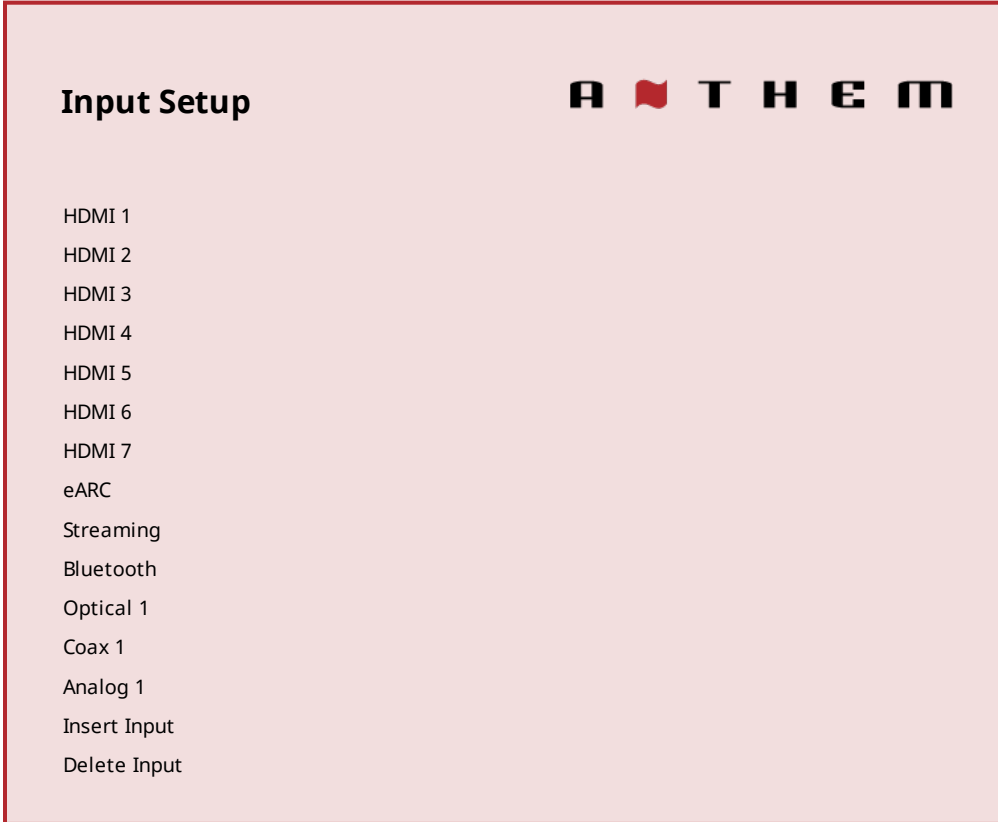 Input Setup
ANTHEM
HDMI 1
HDMI 2
HDMI 3
HDMI 4
HDMI 5
HDMI 6
HDMI 7
eARC
Streaming
Bluetooth
Optical 1
Coax 1
Analog 1
Insert Input
Delete Input